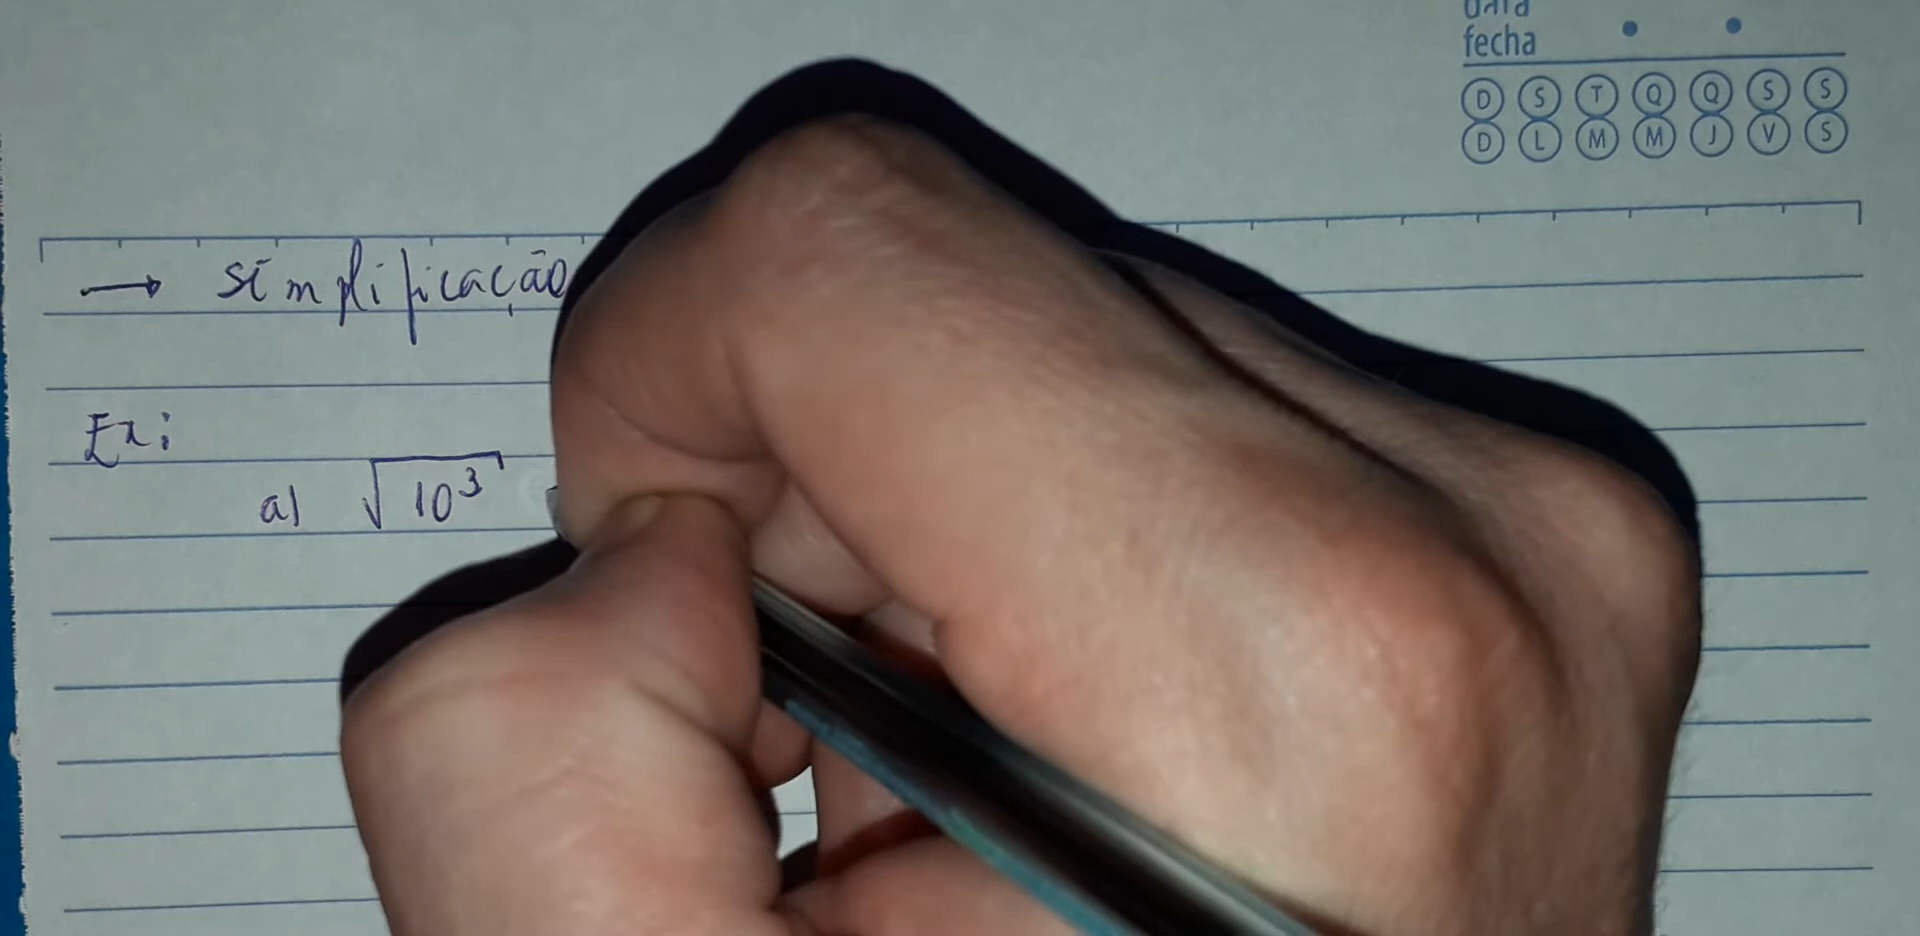 data
fecha
D S T Q Q S S
D L M M J V S
→ simplificação
Ex:
a) √10³